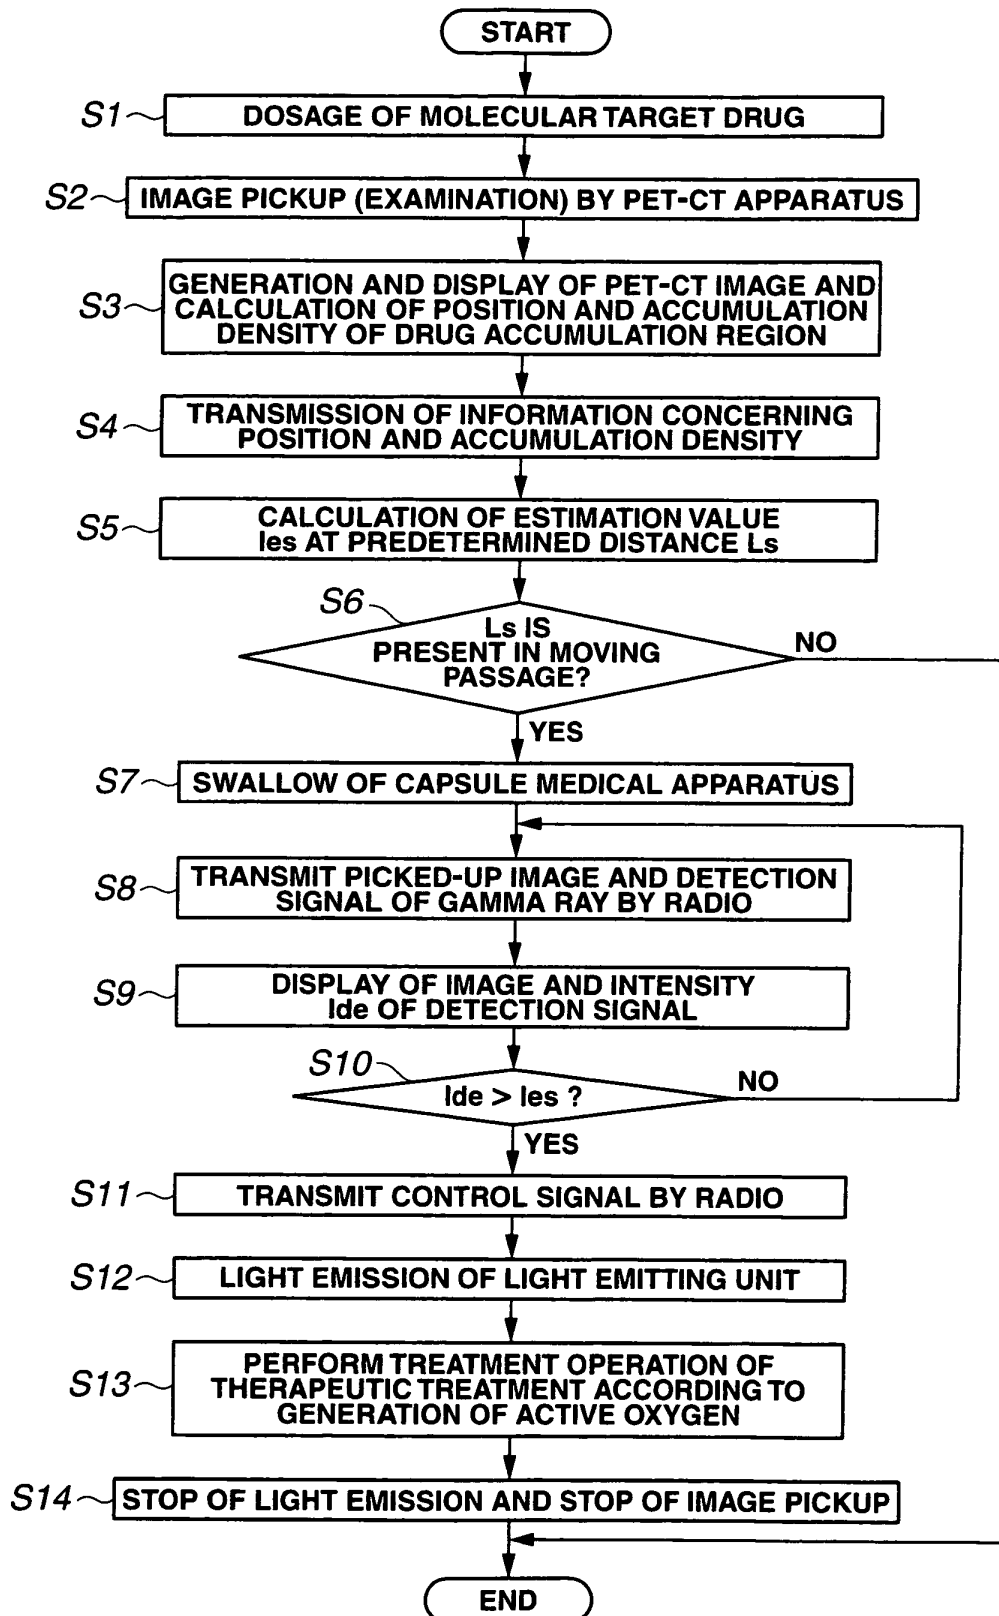 START
S1
DOSAGE OF MOLECULAR TARGET DRUG
S2
IMAGE PICKUP (EXAMINATION) BY PET-CT APPARATUS
S3
GENERATION AND DISPLAY OF PET-CT IMAGE AND
CALCULATION OF POSITION AND ACCUMULATION
DENSITY OF DRUG ACCUMULATION REGION
S4
TRANSMISSION OF INFORMATION CONCERNING
POSITION AND ACCUMULATION DENSITY
S5
CALCULATION OF ESTIMATION VALUE
Ies AT PREDETERMINED DISTANCE Ls
S6
Ls IS
PRESENT IN MOVING
PASSAGE?
NO
YES
S7
SWALLOW OF CAPSULE MEDICAL APPARATUS
S8
TRANSMIT PICKED-UP IMAGE AND DETECTION
SIGNAL OF GAMMA RAY BY RADIO
S9
DISPLAY OF IMAGE AND INTENSITY
Ide OF DETECTION SIGNAL
S10
Ide > Ies ?
NO
YES
S11
TRANSMIT CONTROL SIGNAL BY RADIO
S12
LIGHT EMISSION OF LIGHT EMITTING UNIT
S13
PERFORM TREATMENT OPERATION OF
THERAPEUTIC TREATMENT ACCORDING TO
GENERATION OF ACTIVE OXYGEN
S14
STOP OF LIGHT EMISSION AND STOP OF IMAGE PICKUP
END